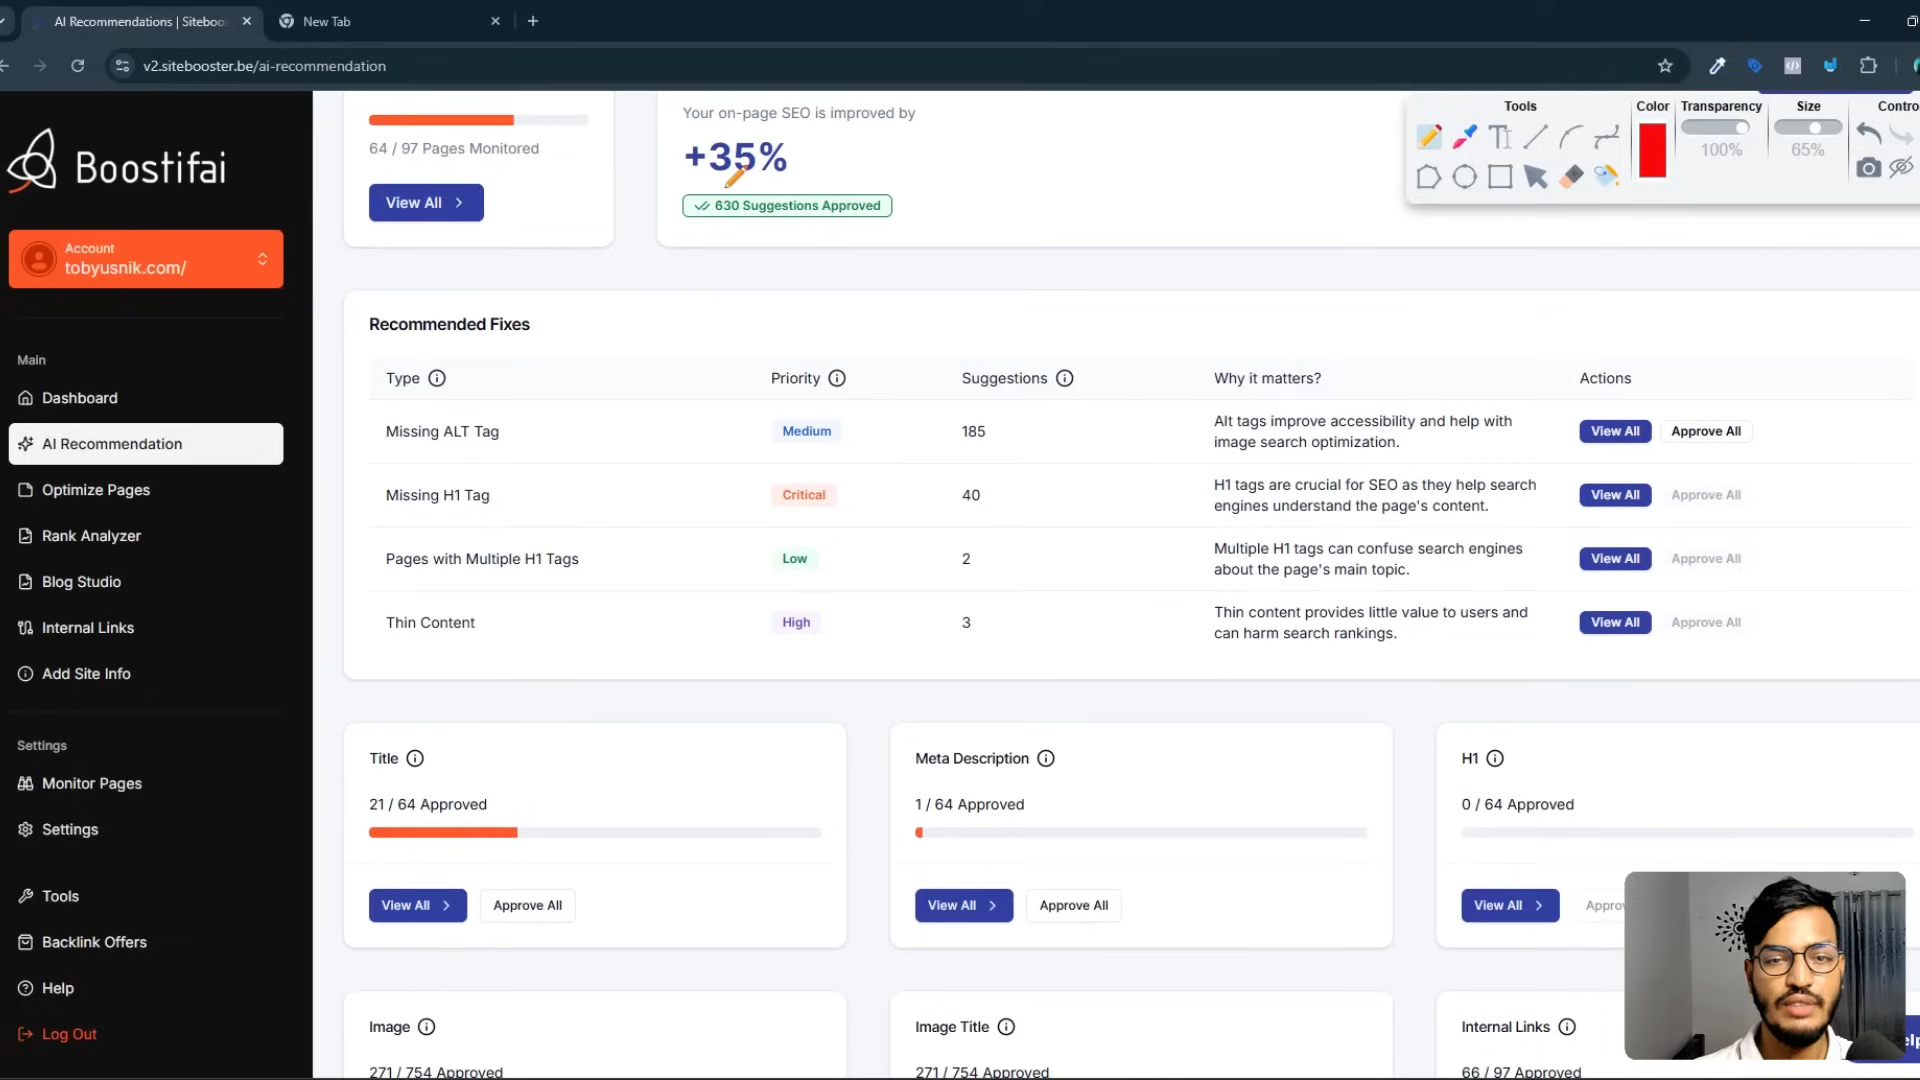 AI Recommendations | Siteboos
New Tab
v2.sitebooster.be/ai-recommendation
Tools
Color
Transparency
Size
Contro
100%
65%
Boostifai
Account
tobyusnik.com/
Main
Dashboard
AI Recommendation
Optimize Pages
Rank Analyzer
Blog Studio
Internal Links
Add Site Info
Settings
Monitor Pages
Settings
Tools
Backlink Offers
Help
Log Out
64 / 97 Pages Monitored
View All
Your on-page SEO is improved by
+35%
630 Suggestions Approved
Recommended Fixes
Type Priority Suggestions Why it matters? Actions
Missing ALT Tag Medium 185 Alt tags improve accessibility and help with View All Approve All
image search optimization.
Missing H1 Tag Critical 40 H1 tags are crucial for SEO as they help search View All Approve All
engines understand the page's content.
Pages with Multiple H1 Tags Low 2 Multiple H1 tags can confuse search engines View All Approve All
about the page's main topic.
Thin Content High 3 Thin content provides little value to users and View All Approve All
can harm search rankings.
Title
21 / 64 Approved
View All Approve All
Meta Description
1 / 64 Approved
View All Approve All
H1
0 / 64 Approved
View All Appro
Image
271 / 754 Approved
Image Title
271 / 754 Approved
Internal Links
66 / 97 Approved
elp